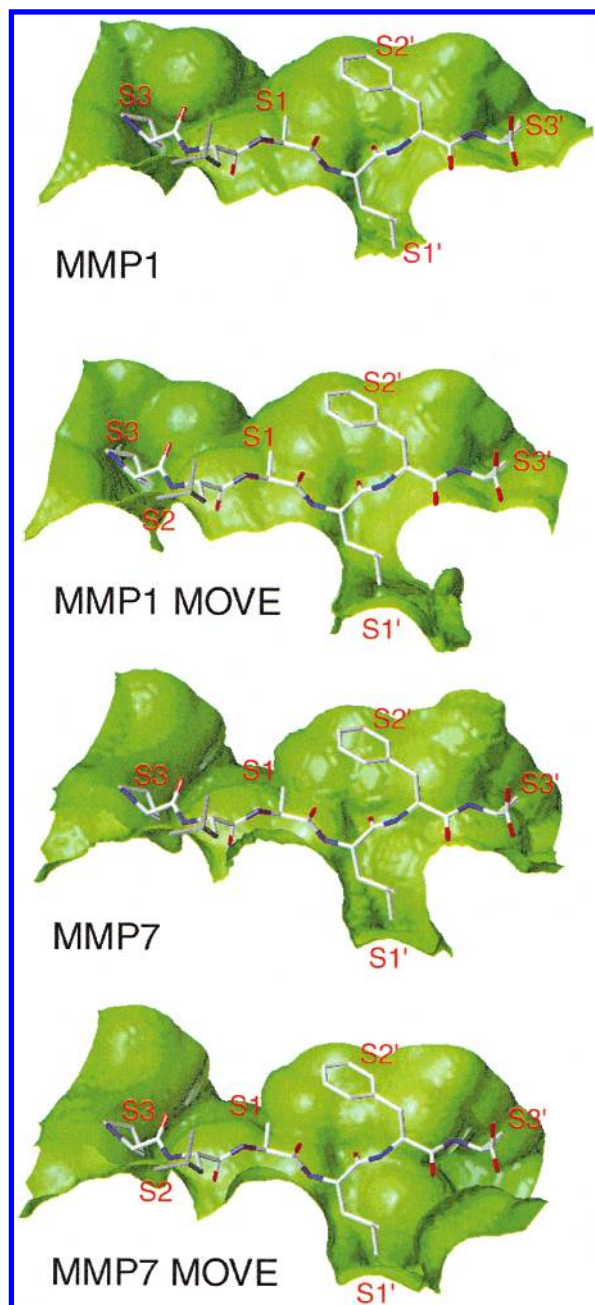 S2'
S3
S1
S3'
S1'
MMP1
S2'
S3
S1
S3'
S2
MMP1 MOVE
S1'
S2'
S3
S1
S3'
MMP7
S1'
S2'
S3
S1
S3'
S2
MMP7 MOVE
S1'